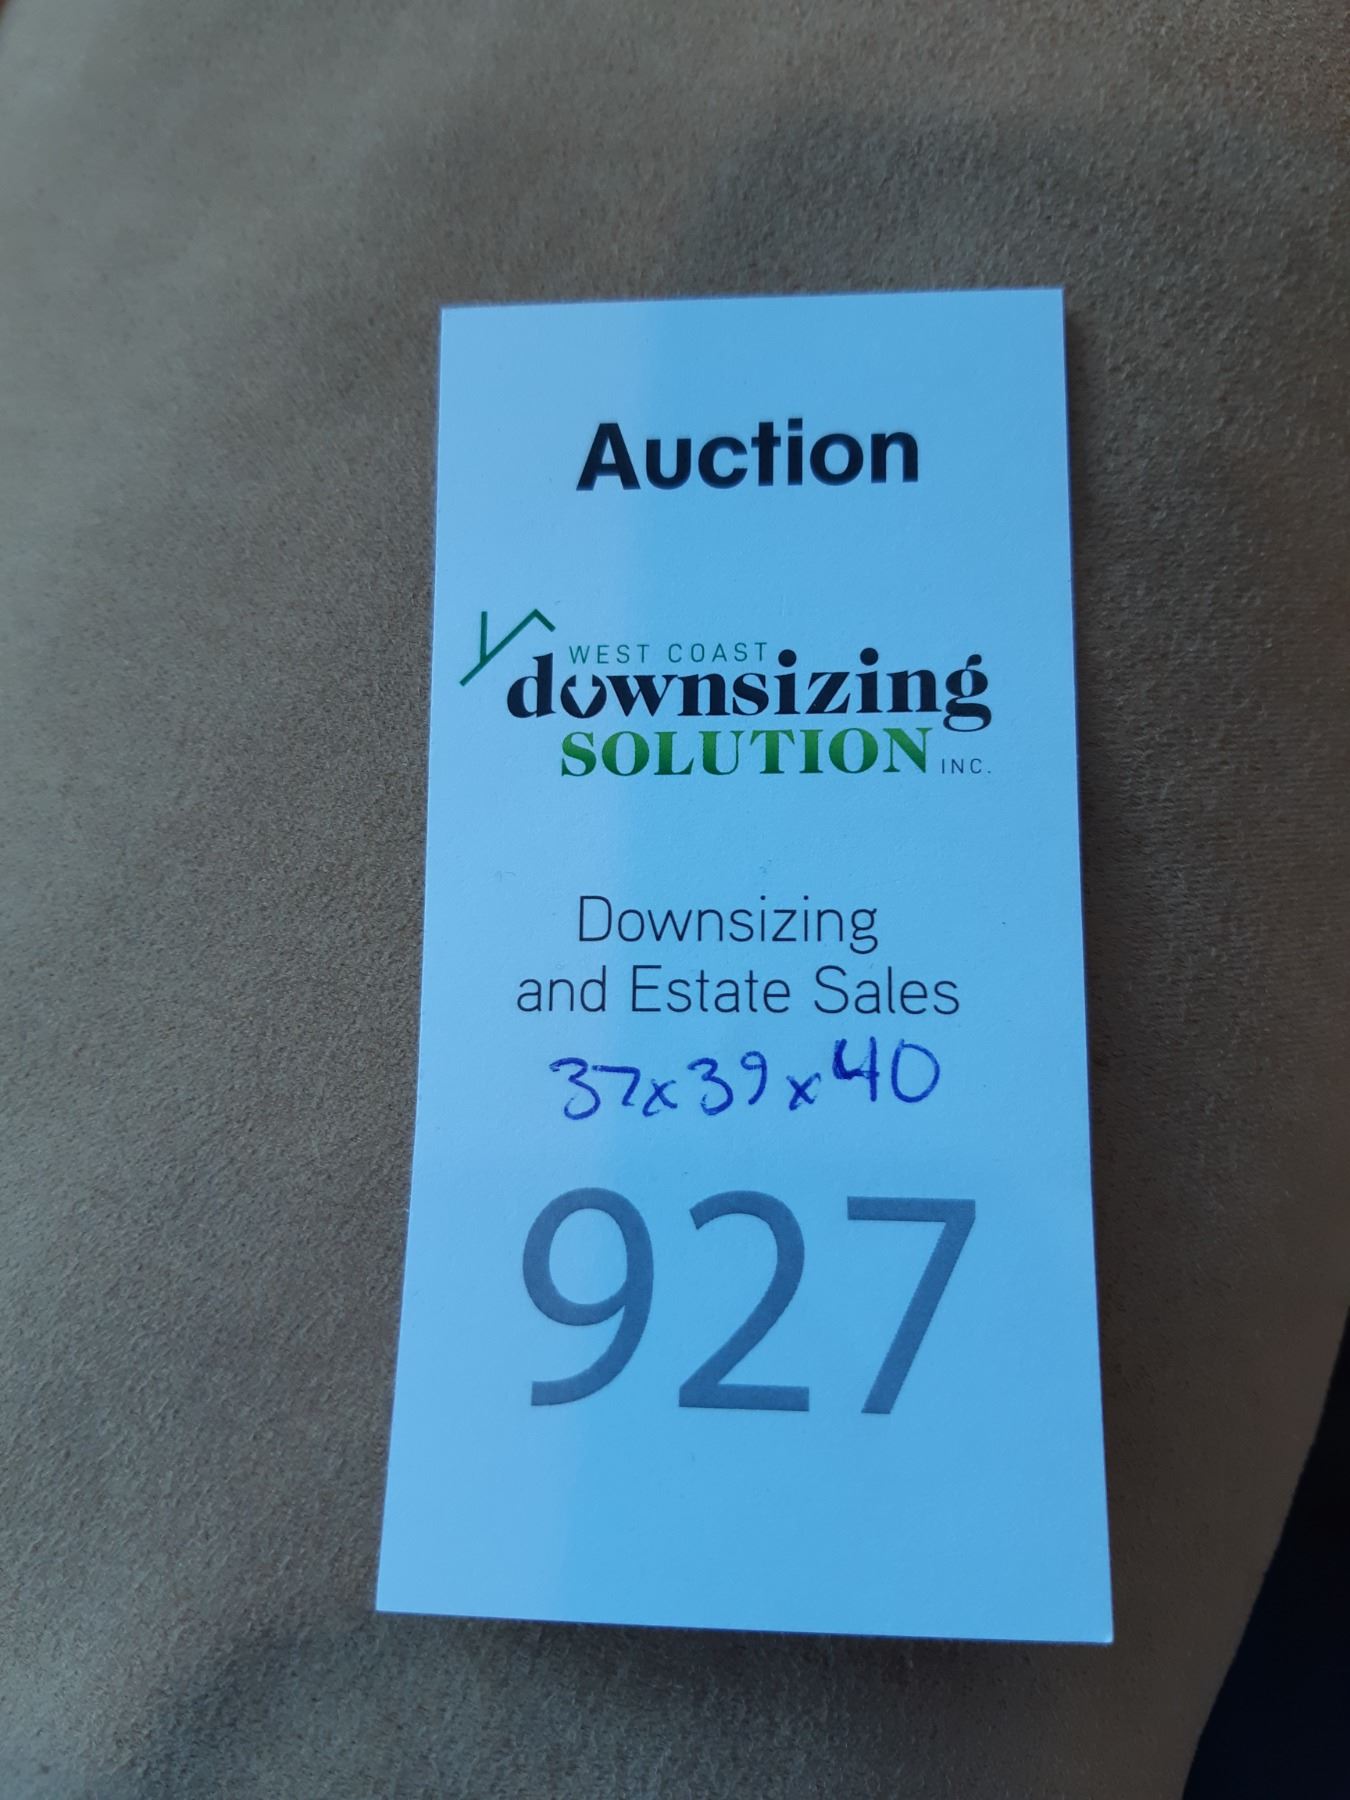 Auction
WEST COAST
downsizing
SOLUTION INC.
Downsizing
and Estate Sales
37x39x40
927